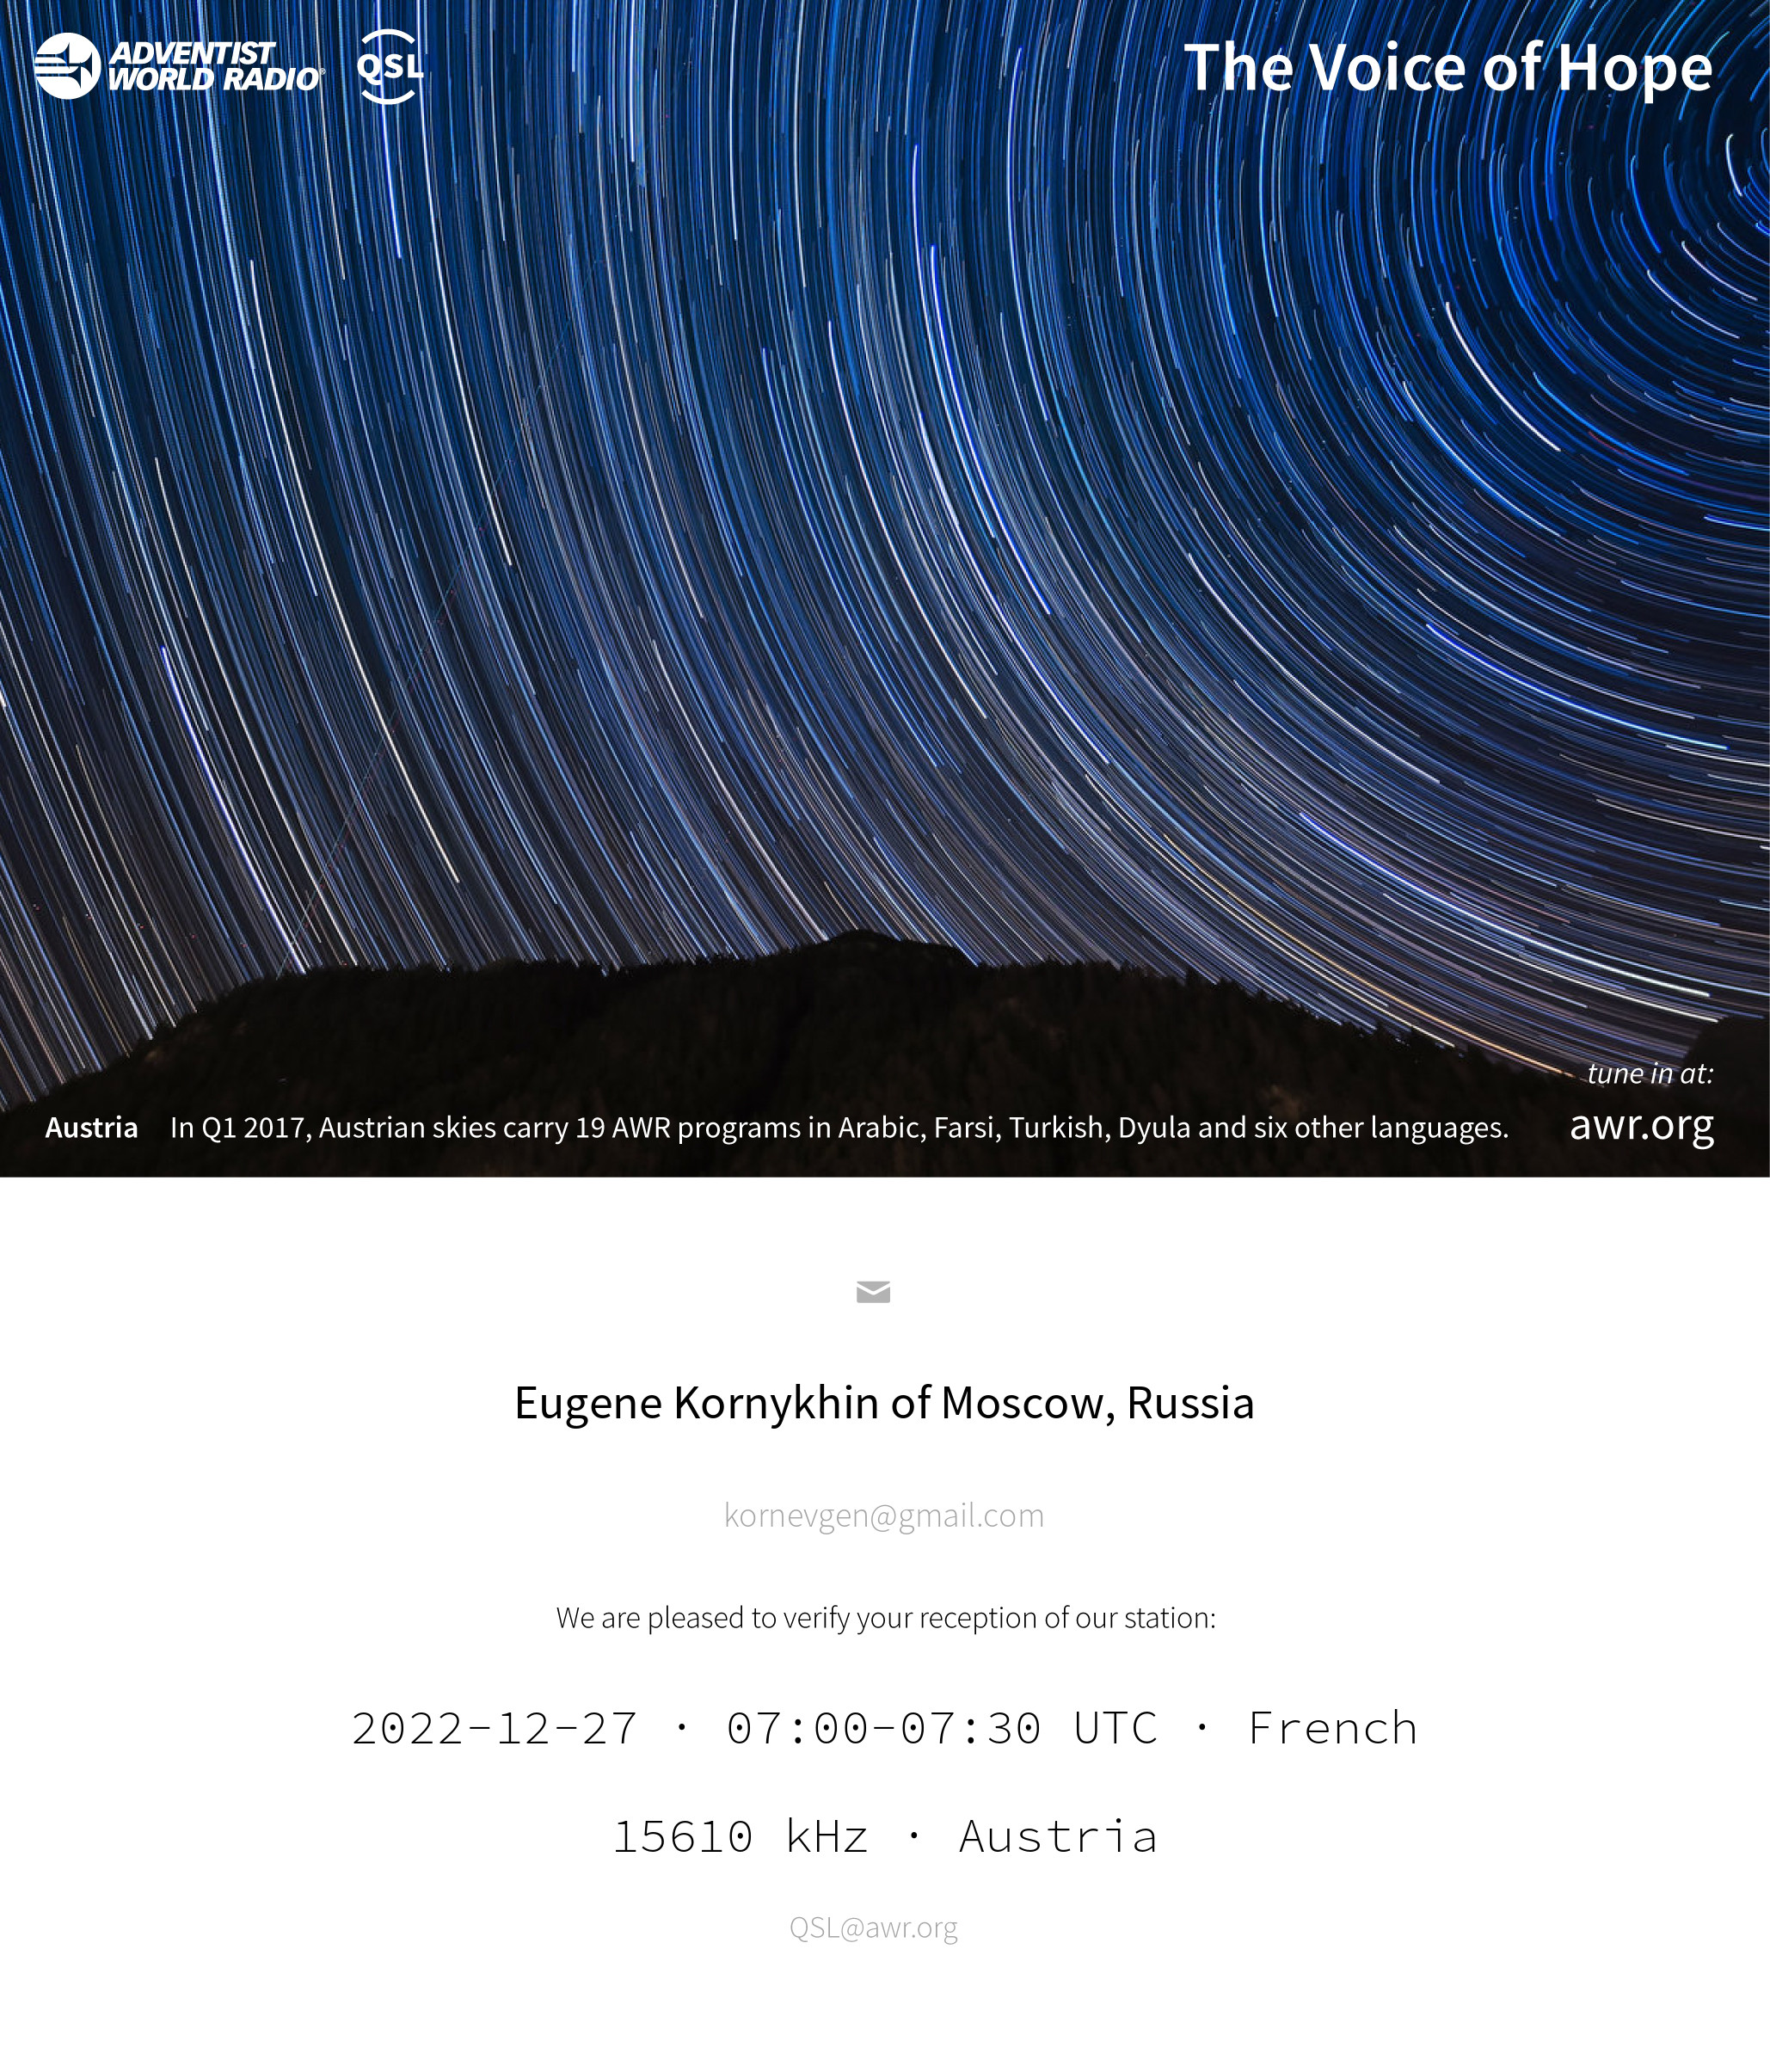 ADVENTIST
WORLD RADIO®
QSL
The Voice of Hope
tune in at:
Austria In Q1 2017, Austrian skies carry 19 AWR programs in Arabic, Farsi, Turkish, Dyula and six other languages.
awr.org
Eugene Kornykhin of Moscow, Russia
kornevgen@gmail.com
We are pleased to verify your reception of our station:
2022-12-27 · 07:00-07:30 UTC · French
15610 kHz · Austria
QSL@awr.org